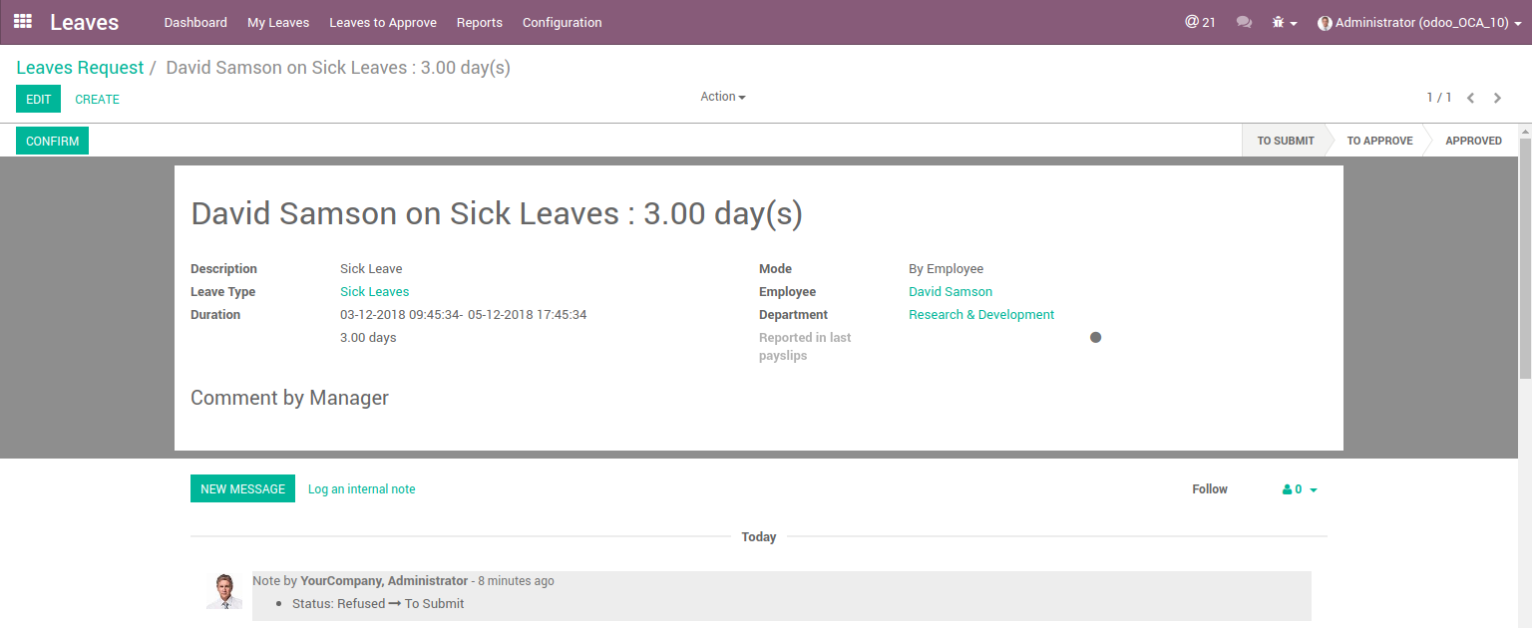 Leaves Dashboard My Leaves Leaves to Approve Reports Configuration @ 21 Administrator (odoo_OCA_10)
Leaves Request / David Samson on Sick Leaves : 3.00 day(s)
EDIT CREATE Action 1 / 1
CONFIRM TO SUBMIT TO APPROVE APPROVED
David Samson on Sick Leaves : 3.00 day(s)
Description Sick Leave Mode By Employee
Leave Type Sick Leaves Employee David Samson
Duration 03-12-2018 09:45:34- 05-12-2018 17:45:34 Department Research & Development
3.00 days Reported in last
payslips
Comment by Manager
NEW MESSAGE Log an internal note Follow 0
Today
Note by YourCompany, Administrator - 8 minutes ago
• Status: Refused → To Submit